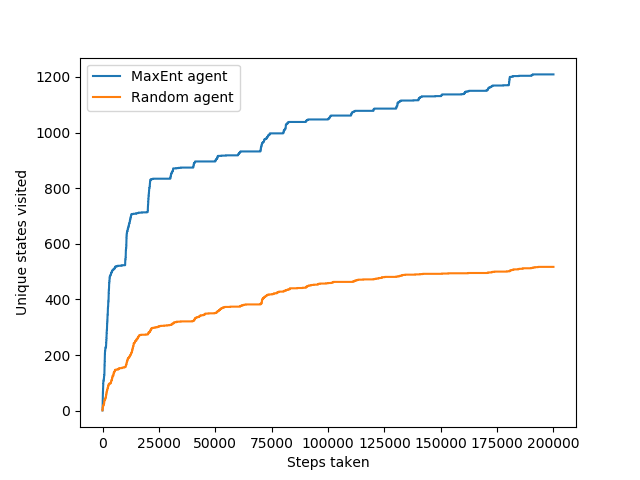 MaxEnt agent
Random agent
Unique states visited
1200
1000
800
600
400
200
0
0 25000 50000 75000 100000 125000 150000 175000 200000
Steps taken